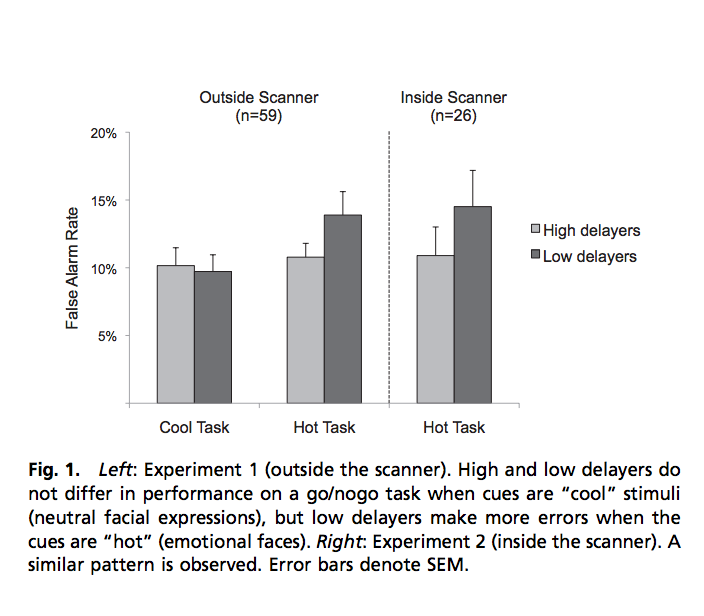 Outside Scanner
(n=59)
Inside Scanner
(n=26)
20%
15%
10%
5%
False Alarm Rate
High delayers
Low delayers
Cool Task
Hot Task
Hot Task
Fig. 1. Left: Experiment 1 (outside the scanner). High and low delayers do
not differ in performance on a go/nogo task when cues are “cool” stimuli
(neutral facial expressions), but low delayers make more errors when the
cues are “hot” (emotional faces). Right: Experiment 2 (inside the scanner). A
similar pattern is observed. Error bars denote SEM.